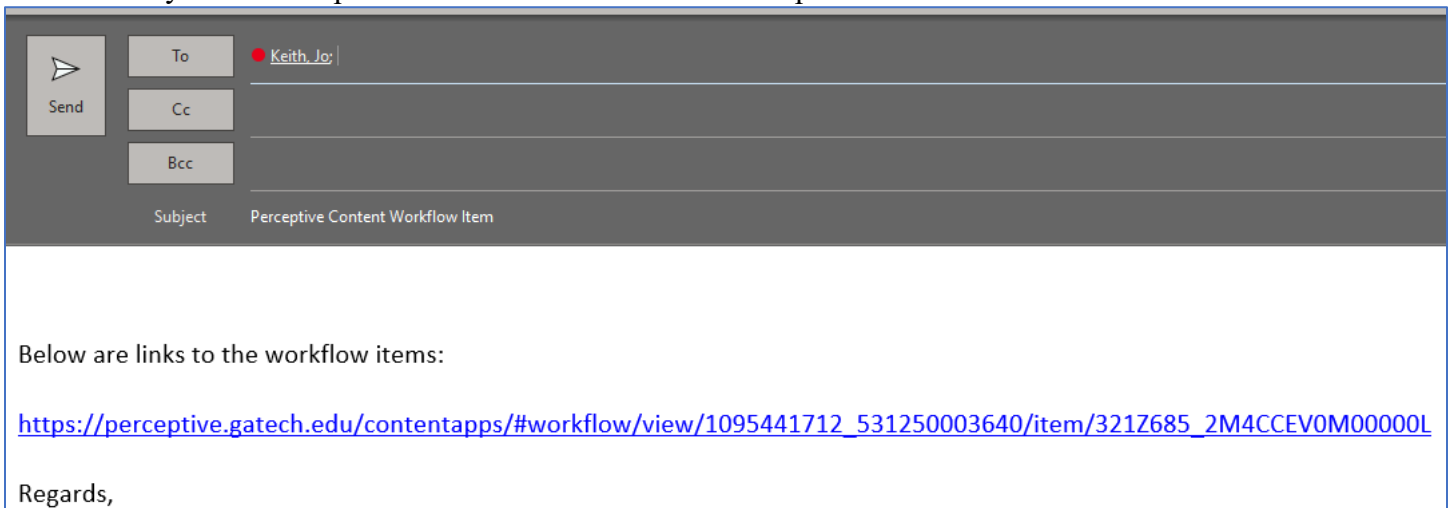 To
Keith, Jo;
Send
Cc
Bcc
Subject Perceptive Content Workflow Item
Below are links to the workflow items:
https://perceptive.gatech.edu/contentapps/#workflow/view/1095441712_531250003640/item/321Z685_2M4CCEV0M00000L
Regards,